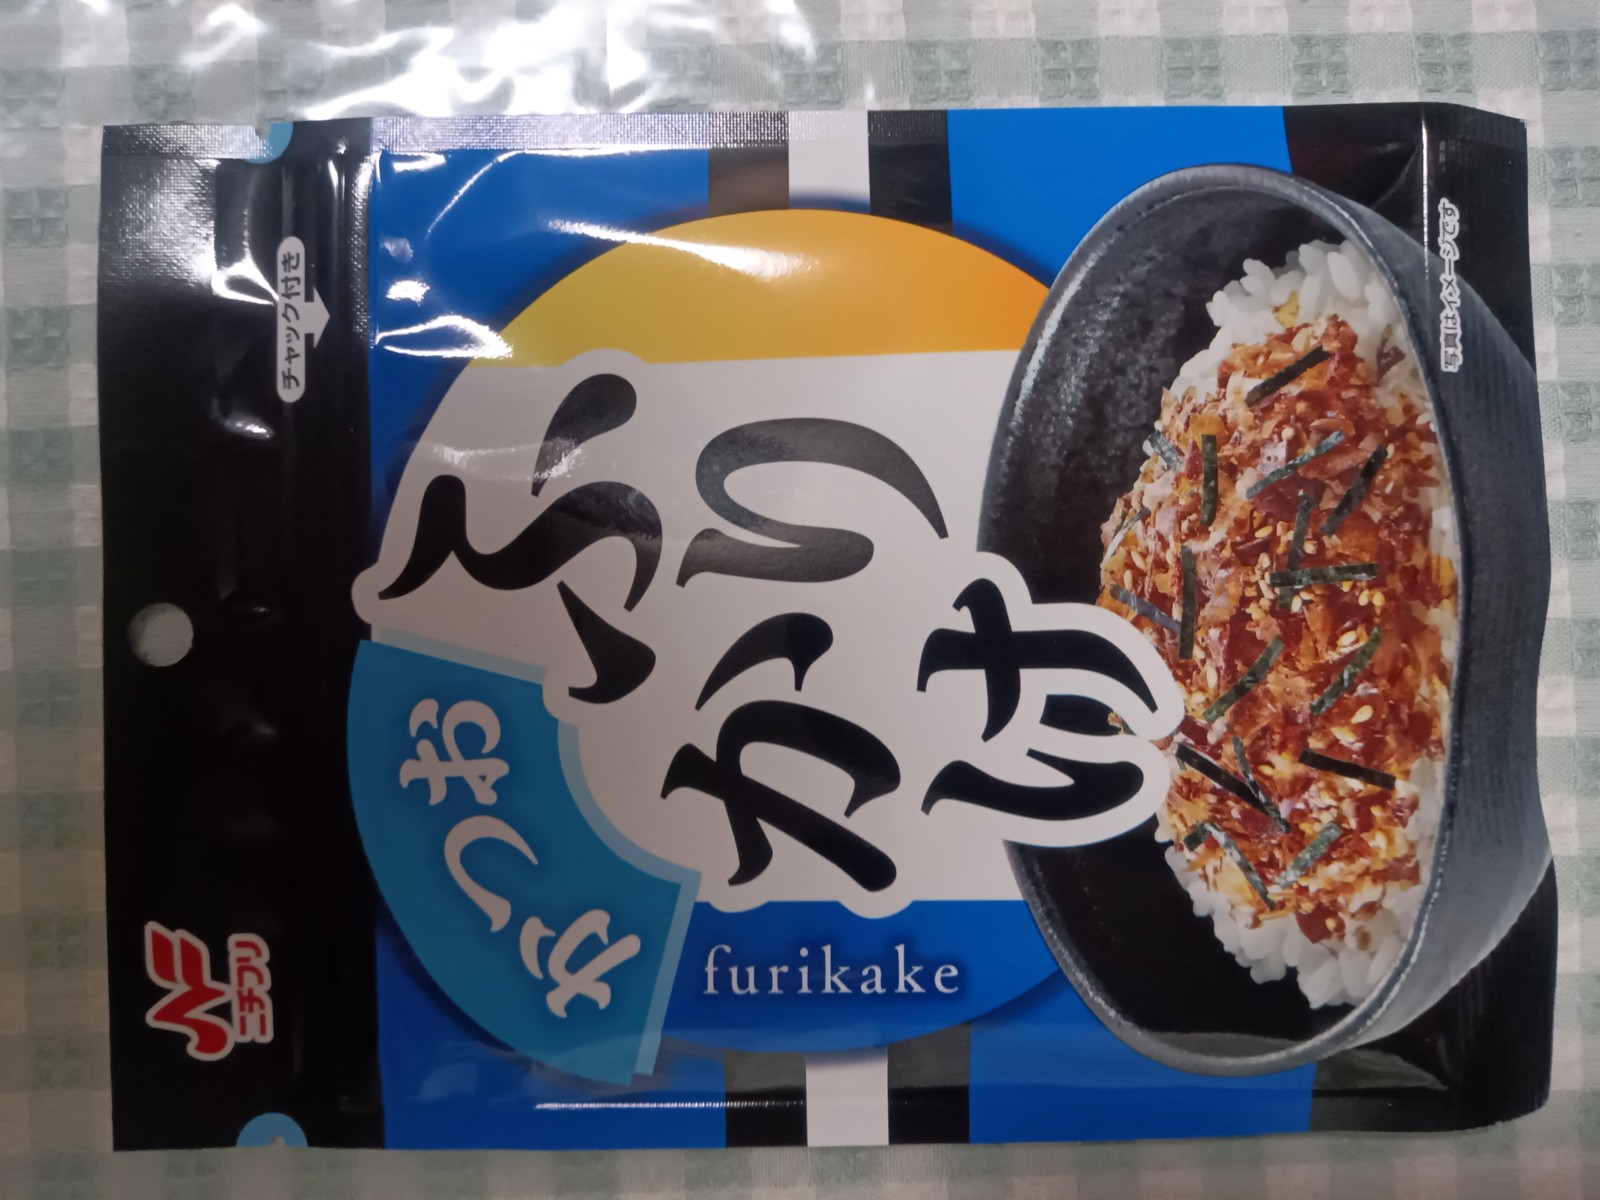 ニチフリ
チャック付き
かつお
ふりかけ
furikake
写真はイメージです